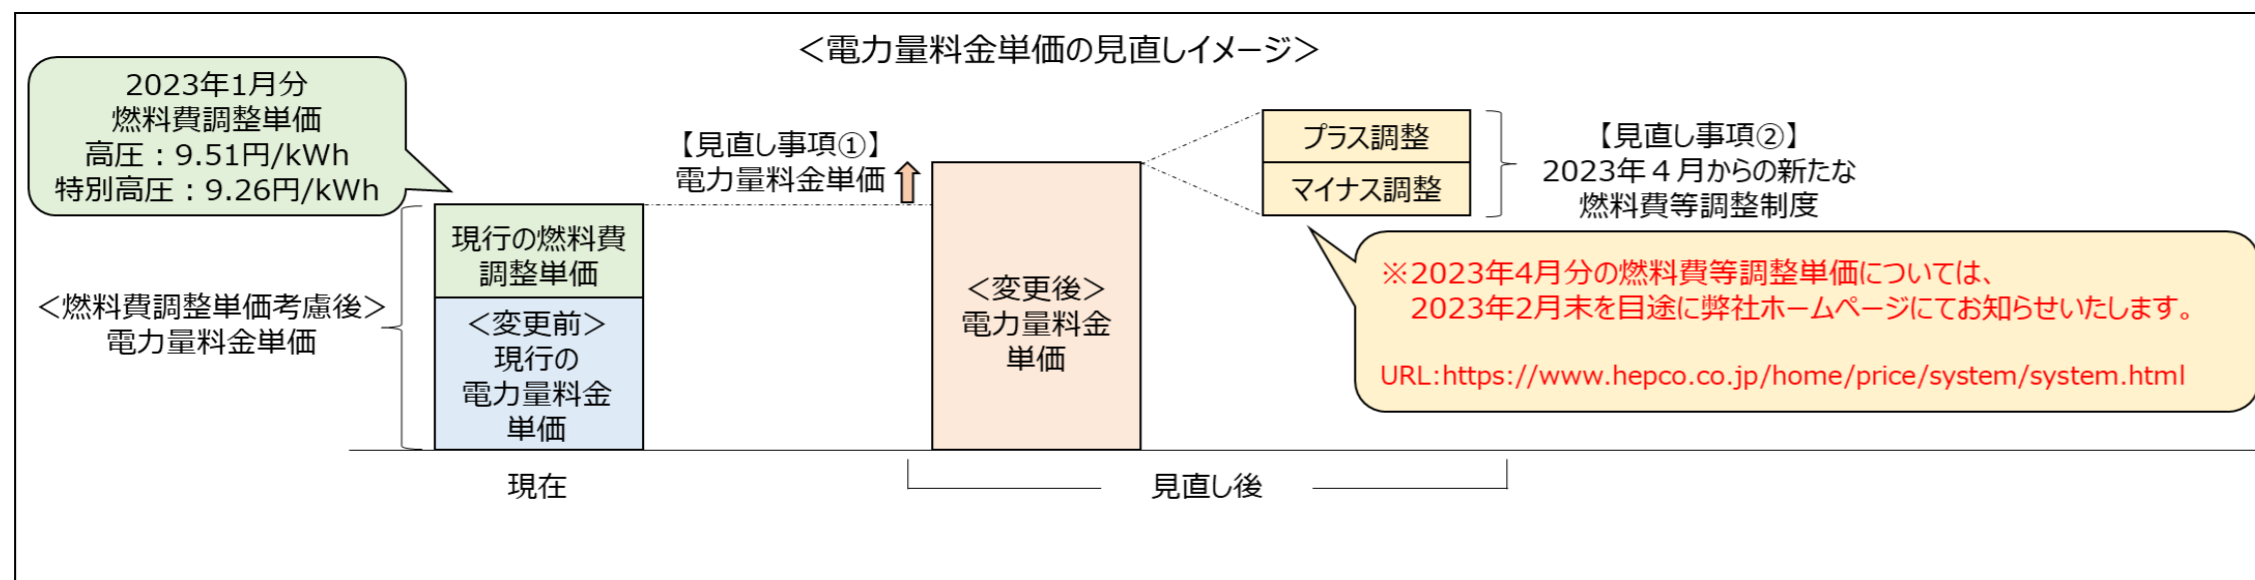 ＜電力量料金単価の見直しイメージ＞
2023年1月分
燃料費調整単価
高圧：9.51円/kWh
特別高圧：9.26円/kWh
【見直し事項①】
電力量料金単価
プラス調整
マイナス調整
【見直し事項②】
2023年４月からの新たな
燃料費等調整制度
現行の燃料費
調整単価
＜燃料費調整単価考慮後＞
電力量料金単価
＜変更前＞
現行の
電力量料金
単価
＜変更後＞
電力量料金
単価
※2023年4月分の燃料費等調整単価については、
2023年2月末を目途に弊社ホームページにてお知らせいたします。
URL:https://www.hepco.co.jp/home/price/system/system.html
現在
見直し後